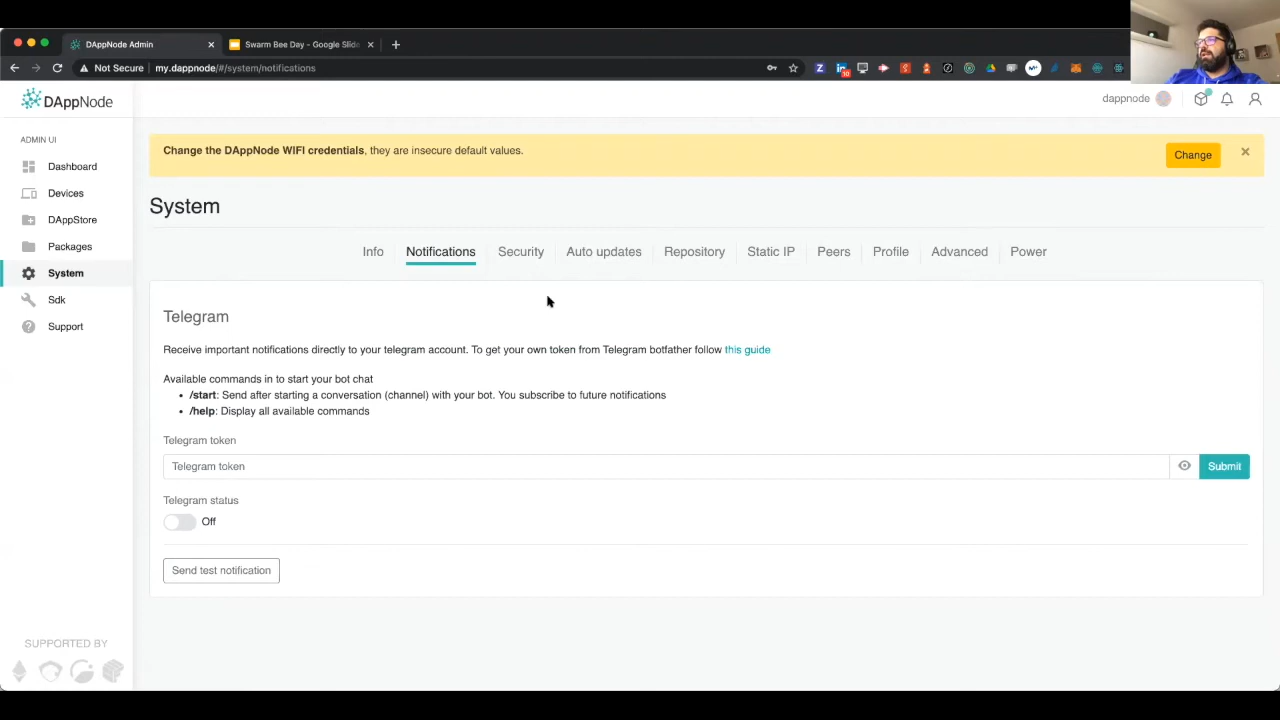 DAppNode Admin
Swarm Bee Day - Google Slide
Not Secure
my.dappnode/#/system/notifications
10
DAppNode
dappnode
ADMIN UI
Dashboard
Devices
DAppStore
Packages
System
Sdk
Support
SUPPORTED BY
Change the DAppNode WIFI credentials, they are insecure default values.
Change
System
Info
Notifications
Security
Auto updates
Repository
Static IP
Peers
Profile
Advanced
Power
Telegram
Receive important notifications directly to your telegram account. To get your own token from Telegram botfather follow this guide
Available commands in to start your bot chat
• /start: Send after starting a conversation (channel) with your bot. You subscribe to future notifications
• /help: Display all available commands
Telegram token
Telegram token
Submit
Telegram status
Off
Send test notification